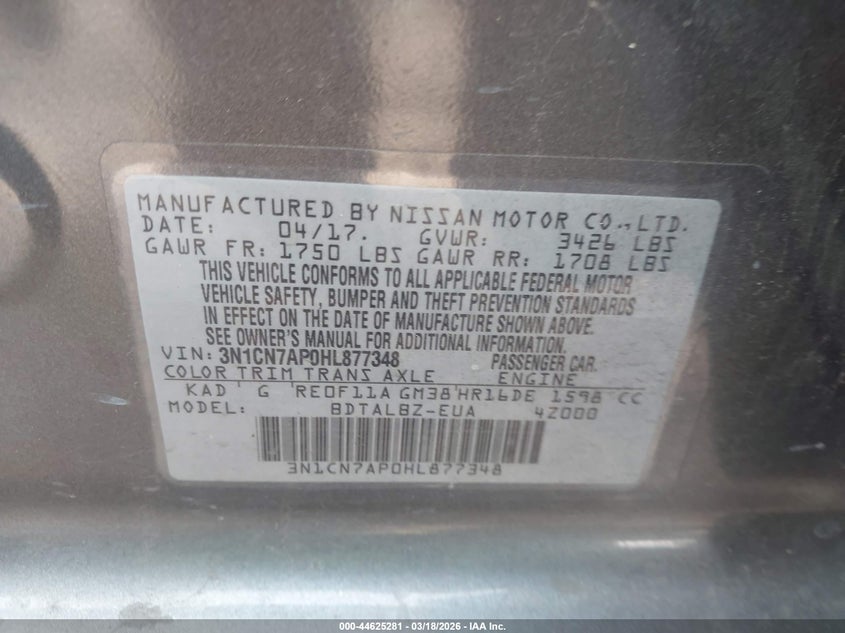 MANUFACTURED BY NISSAN MOTOR CO., LTD.
DATE: 04/17. GVWR: 3426 LBS
GAWR FR: 1750 LBS GAWR RR: 1708 LBS
THIS VEHICLE CONFORMS TO ALL APPLICABLE FEDERAL MOTOR
VEHICLE SAFETY, BUMPER AND THEFT PREVENTION STANDARDS
IN EFFECT ON THE DATE OF MANUFACTURE SHOWN ABOVE.
SEE OWNER'S MANUAL FOR ADDITIONAL INFORMATION.
VIN: 3N1CN7AP0HL877348 PASSENGER CAR.
COLOR TRIM TRANS AXLE ENGINE
KAD G RE0F11A GM38 HR16DE 1598 CC
MODEL: BDTALBZ-EUA 4Z000
3N1CN7AP0HL877348
000-44625281 | 03/18/2026 | IAA Inc.